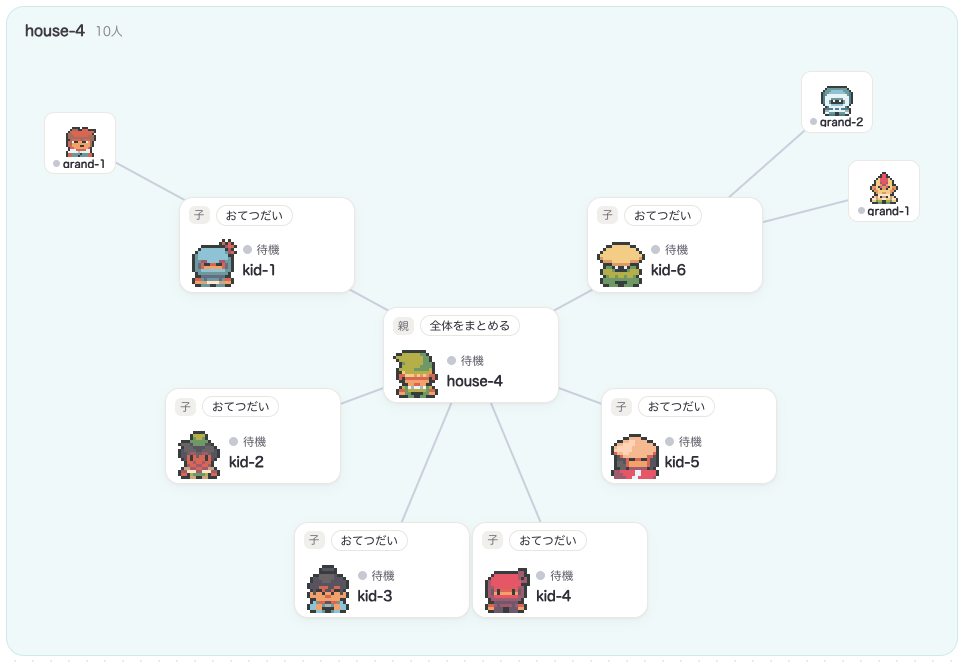 house-4 10人
grand-2
grand-1
grand-1
子 おてつだい
待機
kid-1
子 おてつだい
待機
kid-6
親 全体をまとめる
待機
house-4
子 おてつだい
待機
kid-2
子 おてつだい
待機
kid-5
子 おてつだい
待機
kid-3
子 おてつだい
待機
kid-4